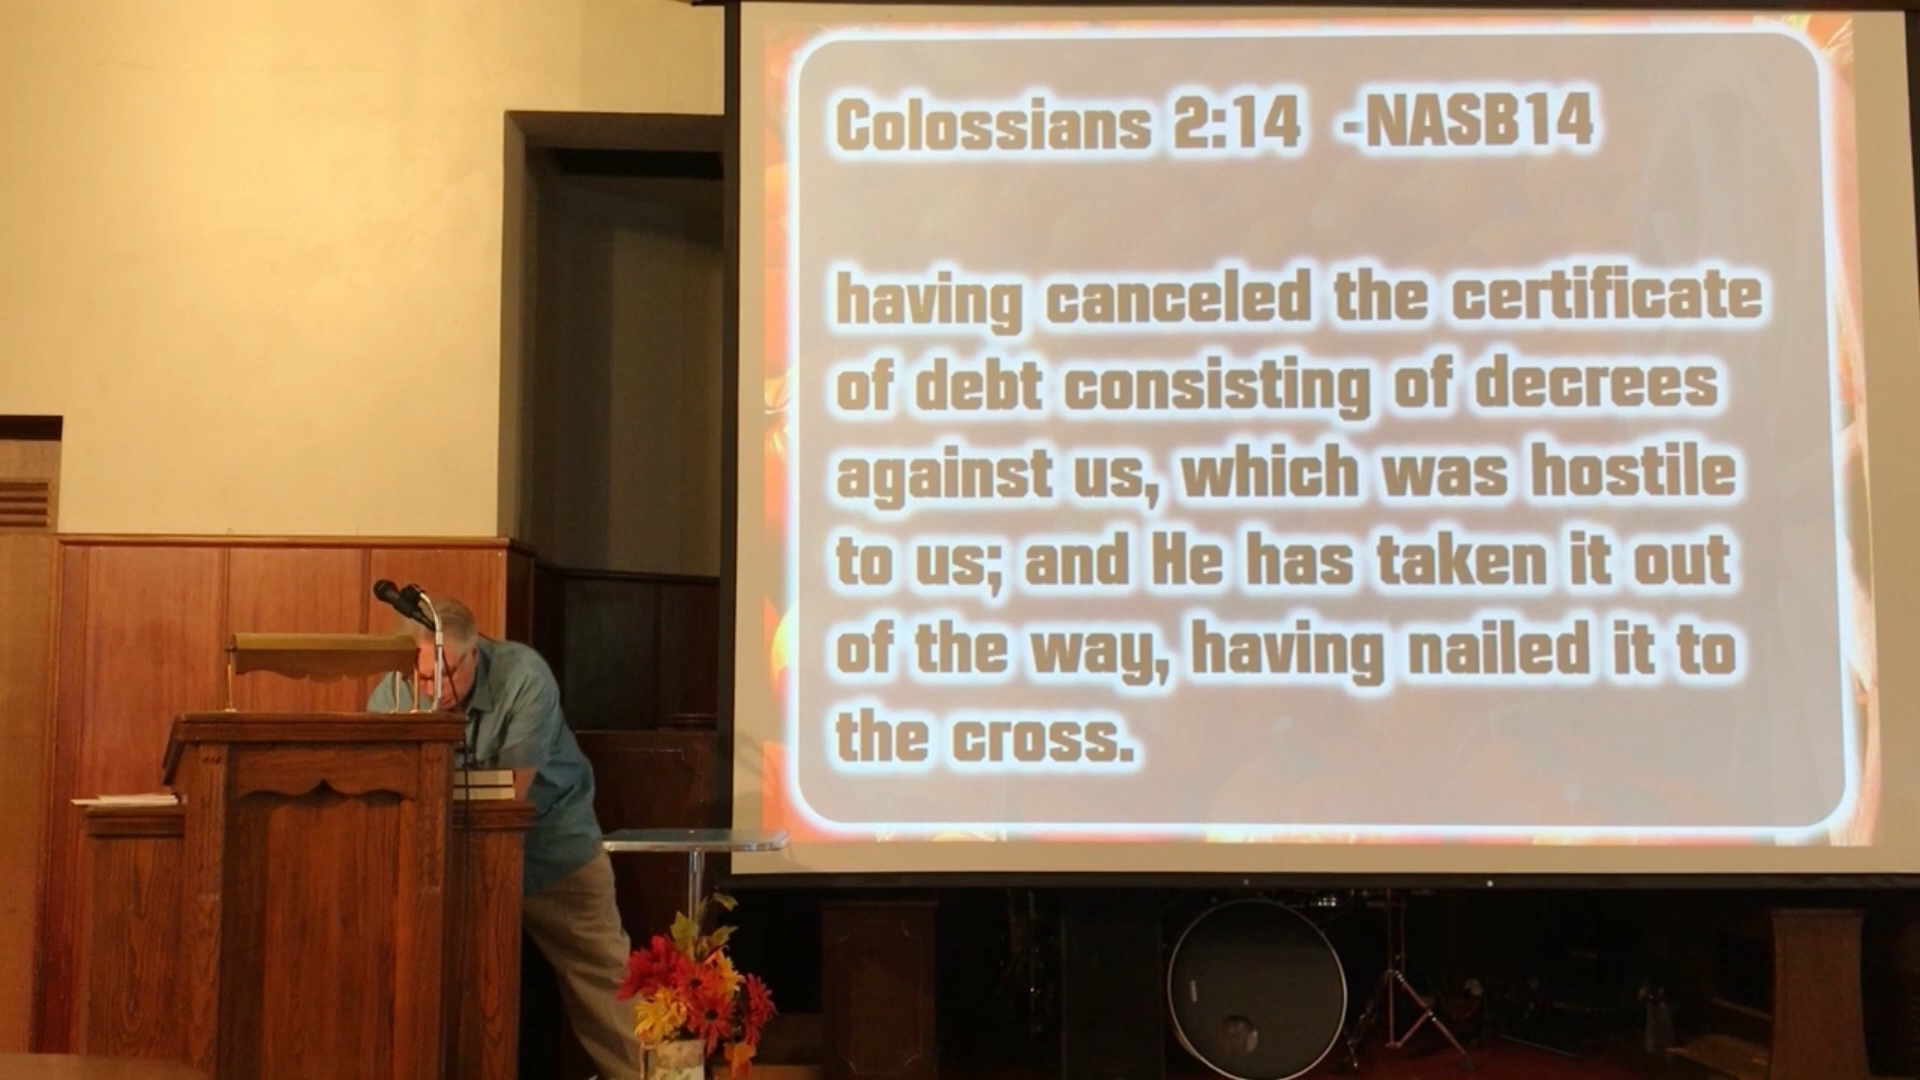 Colossians 2:14 -NASB14
having canceled the certificate
of debt consisting of decrees
against us, which was hostile
to us; and He has taken it out
of the way, having nailed it to
the cross.